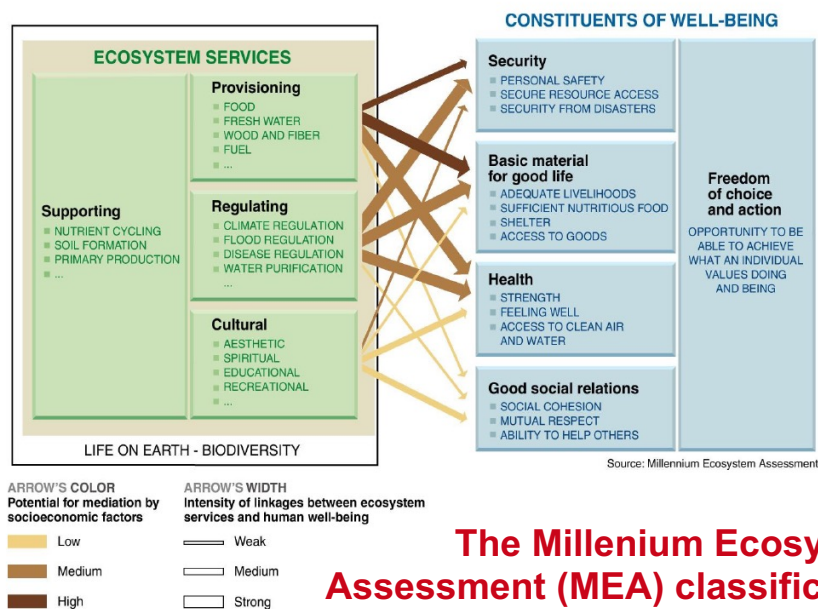 CONSTITUENTS OF WELL-BEING
ECOSYSTEM SERVICES
Supporting
■ NUTRIENT CYCLING
■ SOIL FORMATION
■ PRIMARY PRODUCTION
■ ...
Provisioning
■ FOOD
■ FRESH WATER
■ WOOD AND FIBER
■ FUEL
■ ...
Regulating
■ CLIMATE REGULATION
■ FLOOD REGULATION
■ DISEASE REGULATION
■ WATER PURIFICATION
...
Cultural
■ AESTHETIC
■ SPIRITUAL
■ EDUCATIONAL
■ RECREATIONAL
■ ...
LIFE ON EARTH - BIODIVERSITY
Security
■ PERSONAL SAFETY
■ SECURE RESOURCE ACCESS
■ SECURITY FROM DISASTERS
Basic material
for good life
■ ADEQUATE LIVELIHOODS
■ SUFFICIENT NUTRITIOUS FOOD
■ SHELTER
■ ACCESS TO GOODS
Health
■ STRENGTH
■ FEELING WELL
■ ACCESS TO CLEAN AIR
AND WATER
Good social relations
■ SOCIAL COHESION
■ MUTUAL RESPECT
■ ABILITY TO HELP OTHERS
Freedom
of choice
and action
OPPORTUNITY TO BE
ABLE TO ACHIEVE
WHAT AN INDIVIDUAL
VALUES DOING
AND BEING
Source: Millennium Ecosystem Assessment
ARROW'S COLOR
Potential for mediation by
socioeconomic factors
Low
Medium
High
ARROW'S WIDTH
Intensity of linkages between ecosystem
services and human well-being
Weak
Medium
Strong
The Millenium Ecosy
Assessment (MEA) classific